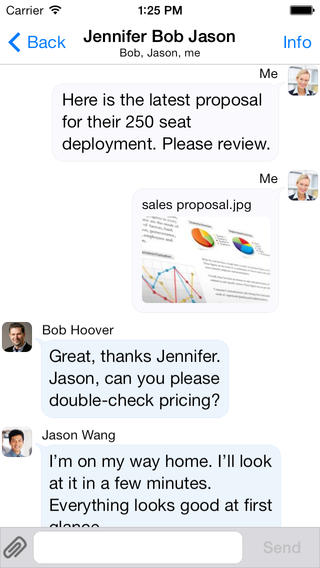 Carrier 1:25 PM
Back Jennifer Bob Jason Info
Bob, Jason, me
Me
Here is the latest proposal
for their 250 seat
deployment. Please review.
Me
sales proposal.jpg
Bob Hoover
Great, thanks Jennifer.
Jason, can you please
double-check pricing?
Jason Wang
I'm on my way home. I'll look
at it in a few minutes.
Everything looks good at first
glance
Send